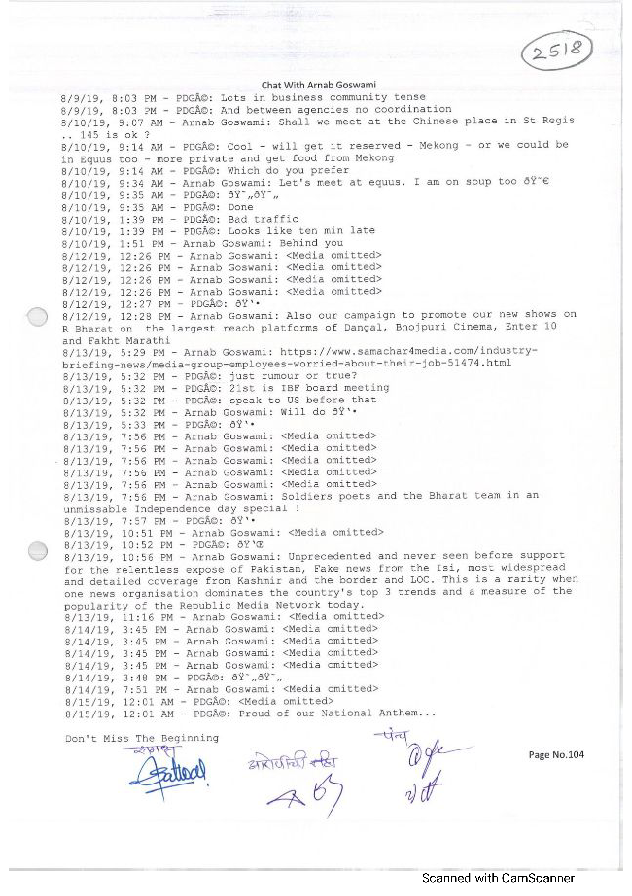 2518
Chat With Arnab Goswami
8/9/19, 8:03 PM - PDGÂ©: Lots in business community tense
8/9/19, 8:03 PM - PDGÂ©: And between agencies no coordination
8/10/19, 9:07 AM - Arnab Goswami: Shall we meet at the Chinese place in St Regis
.. 145 is ok ?
8/10/19, 9:14 AM - PDGÂ©: Cool - will get it reserved - Mekong - or we could be
in Equus too - more private and get food from Mekong
8/10/19, 9:14 AM - PDGÂ©: Which do you prefer
8/10/19, 9:34 AM - Arnab Goswami: Let's meet at equus. I am on soup too ðŸ˜€
8/10/19, 9:35 AM - PDGÂ©: ðŸ˜„ðŸ˜„
8/10/19, 9:35 AM - PDGÂ©: Done
8/10/19, 1:39 PM - PDGÂ©: Bad traffic
8/10/19, 1:39 PM - PDGÂ©: Looks like ten min late
8/10/19, 1:51 PM - Arnab Goswami: Behind you
8/12/19, 12:26 PM - Arnab Goswami: <Media omitted>
8/12/19, 12:26 PM - Arnab Goswami: <Media omitted>
8/12/19, 12:26 PM - Arnab Goswami: <Media omitted>
8/12/19, 12:26 PM - Arnab Goswami: <Media omitted>
8/12/19, 12:27 PM - PDGÂ©: ðŸ‘•
8/12/19, 12:28 PM - Arnab Goswami: Also our campaign to promote our new shows on
R Bharat on the largest reach platforms of Dangal, Bhojpuri Cinema, Enter 10
and Fakht Marathi
8/13/19, 5:29 PM - Arnab Goswami: https://www.samachar4media.com/industry-
briefing-news/media-group-employees-worried-about-their-job-51474.html
8/13/19, 5:32 PM - PDGÂ©: just rumour or true?
8/13/19, 5:32 PM - PDGÂ©: 21st is IBF board meeting
8/13/19, 5:32 PM - PDGÂ©: speak to US before that
8/13/19, 5:32 PM - Arnab Goswami: Will do ðŸ‘•
8/13/19, 5:33 PM - PDGÂ©: ðŸ‘•
8/13/19, 7:56 PM - Arnab Goswami: <Media omitted>
8/13/19, 7:56 PM - Arnab Goswami: <Media omitted>
8/13/19, 7:56 PM - Arnab Goswami: <Media omitted>
8/13/19, 7:56 PM - Arnab Goswami: <Media omitted>
8/13/19, 7:56 PM - Arnab Goswami: <Media omitted>
8/13/19, 7:56 PM - Arnab Goswami: Soldiers poets and the Bharat team in an
unmissable Independence day special !
8/13/19, 7:57 PM - PDGÂ©: ðŸ‘•
8/13/19, 10:51 PM - Arnab Goswami: <Media omitted>
8/13/19, 10:52 PM - PDGÂ©: ðŸ‘Œ
8/13/19, 10:56 PM - Arnab Goswami: Unprecedented and never seen before support
for the relentless expose of Pakistan, Fake news from the Isi, most widespread
and detailed coverage from Kashmir and the border and LOC. This is a rarity when
one news organisation dominates the country's top 3 trends and a measure of the
popularity of the Republic Media Network today.
8/13/19, 11:16 PM - Arnab Goswami: <Media omitted>
8/14/19, 3:45 PM - Arnab Goswami: <Media omitted>
8/14/19, 3:45 PM - Arnab Goswami: <Media omitted>
8/14/19, 3:45 PM - Arnab Goswami: <Media omitted>
8/14/19, 3:45 PM - Arnab Goswami: <Media omitted>
8/14/19, 3:48 PM - PDGÂ©: ðŸ˜„ðŸ˜„
8/14/19, 7:51 PM - Arnab Goswami: <Media omitted>
8/15/19, 12:01 AM - PDGÂ©: <Media omitted>
8/15/19, 12:01 AM - PDGÂ©: Proud of our National Anthem...
Don't Miss The Beginning
पंच
आरोपीची सही
Page No.104
Scanned with CamScanner